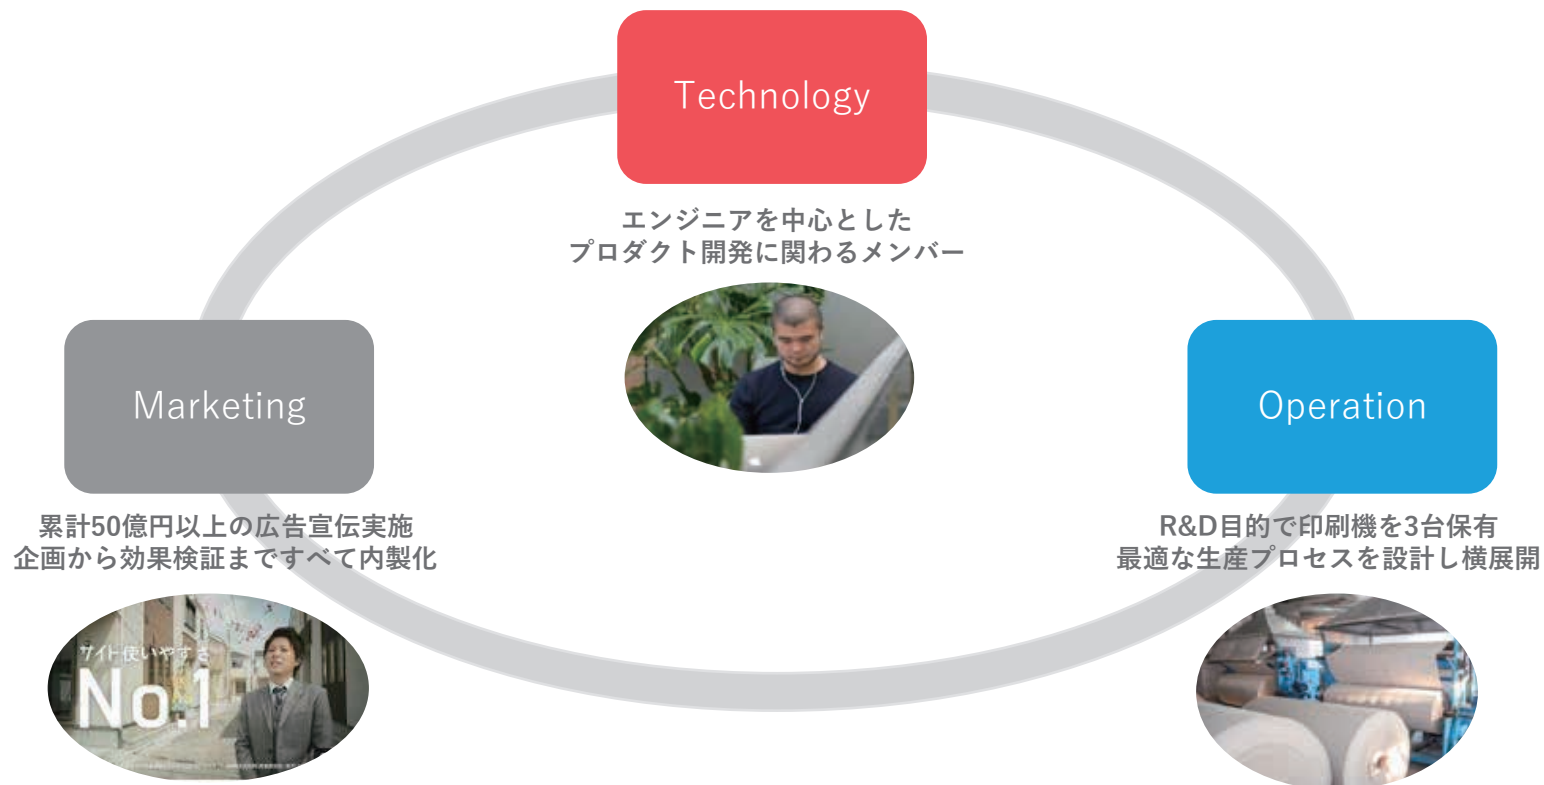 Technology
エンジニアを中心とした
プロダクト開発に関わるメンバー
Marketing
累計50億円以上の広告宣伝実施
企画から効果検証まですべて内製化
サイト使いやすさ
No.1
Operation
R&D目的で印刷機を3台保有
最適な生産プロセスを設計し横展開